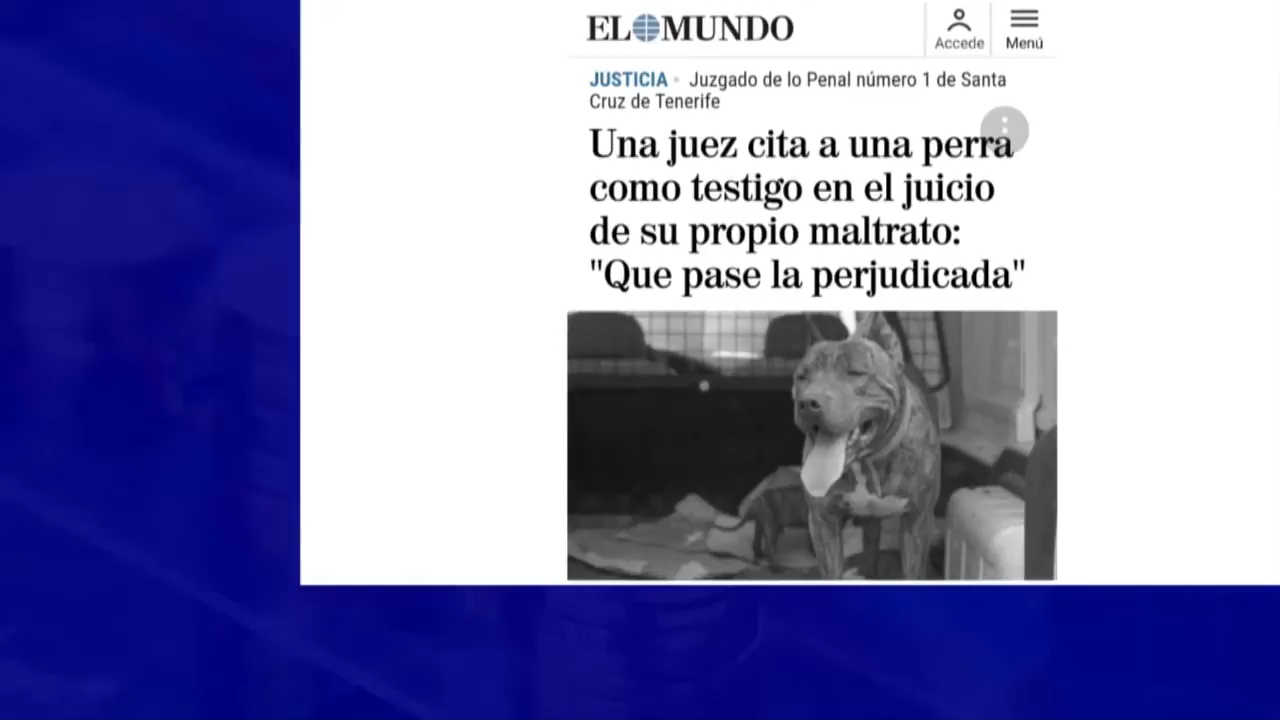 EL MUNDO
Accede
Menú
JUSTICIA • Juzgado de lo Penal número 1 de Santa
Cruz de Tenerife
Una juez cita a una perra
como testigo en el juicio
de su propio maltrato:
"Que pase la perjudicada"